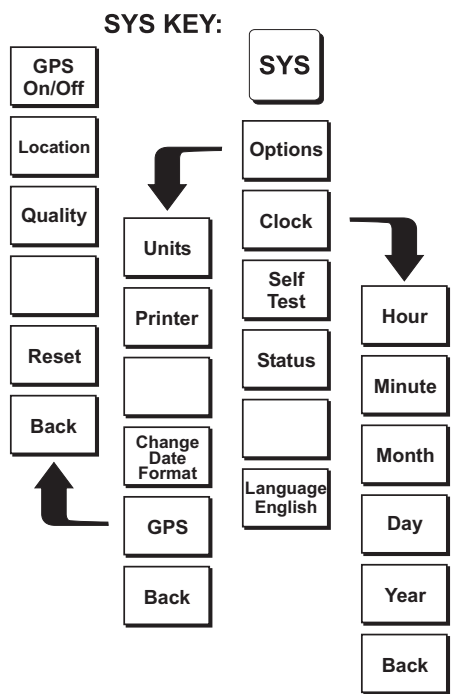 SYS KEY:
SYS
Options
Clock
Self
Test
Status
Language
English
Units
Printer
Change
Date
Format
GPS
Back
GPS
On/Off
Location
Quality
Reset
Back
Hour
Minute
Month
Day
Year
Back